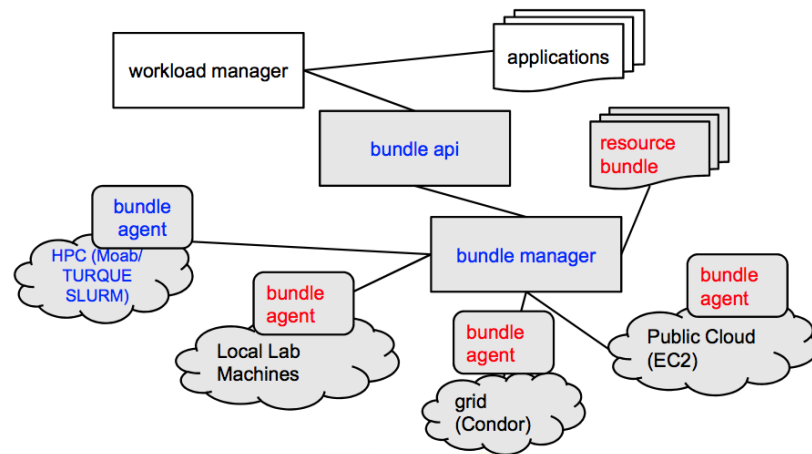 workload manager
applications
bundle api
resource
bundle
bundle
agent
HPC (Moab/
TURQUE
SLURM)
bundle manager
bundle
agent
Local Lab
Machines
bundle
agent
grid
(Condor)
bundle
agent
Public Cloud
(EC2)